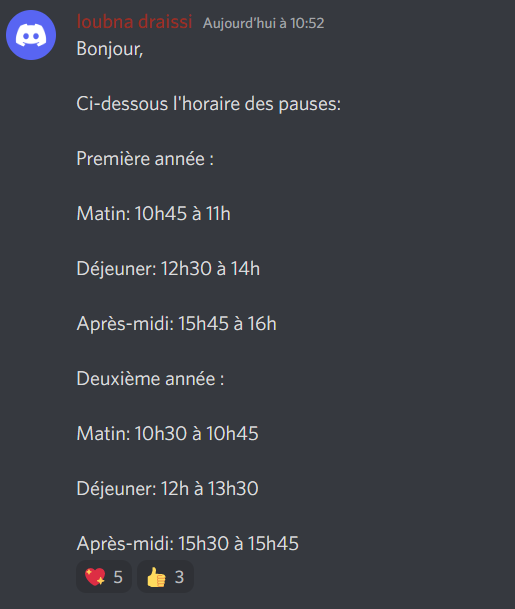 loubna draissi Aujourd'hui à 10:52
Bonjour,
Ci-dessous l'horaire des pauses:
Première année :
Matin: 10h45 à 11h
Déjeuner: 12h30 à 14h
Après-midi: 15h45 à 16h
Deuxième année :
Matin: 10h30 à 10h45
Déjeuner: 12h à 13h30
Après-midi: 15h30 à 15h45
5 3